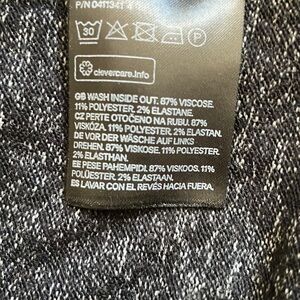 P/N 0411341
30 P
clevercare.info
GB WASH INSIDE OUT. 87% VISCOSE.
11% POLYESTER. 2% ELASTANE.
CZ PERTE OTOČENO NA RUBU. 87%
VISKÓZA. 11% POLYESTER. 2% ELASTAN.
DE VOR DER WÄSCHE AUF LINKS
DREHEN. 87% VISKOSE. 11% POLYESTER.
2% ELASTHAN.
EE PESE PAHEMPIDI. 87% VISKOOS. 11%
POLÜESTER. 2% ELASTAAN.
ES LAVAR CON EL REVÉS HACIA FUERA.